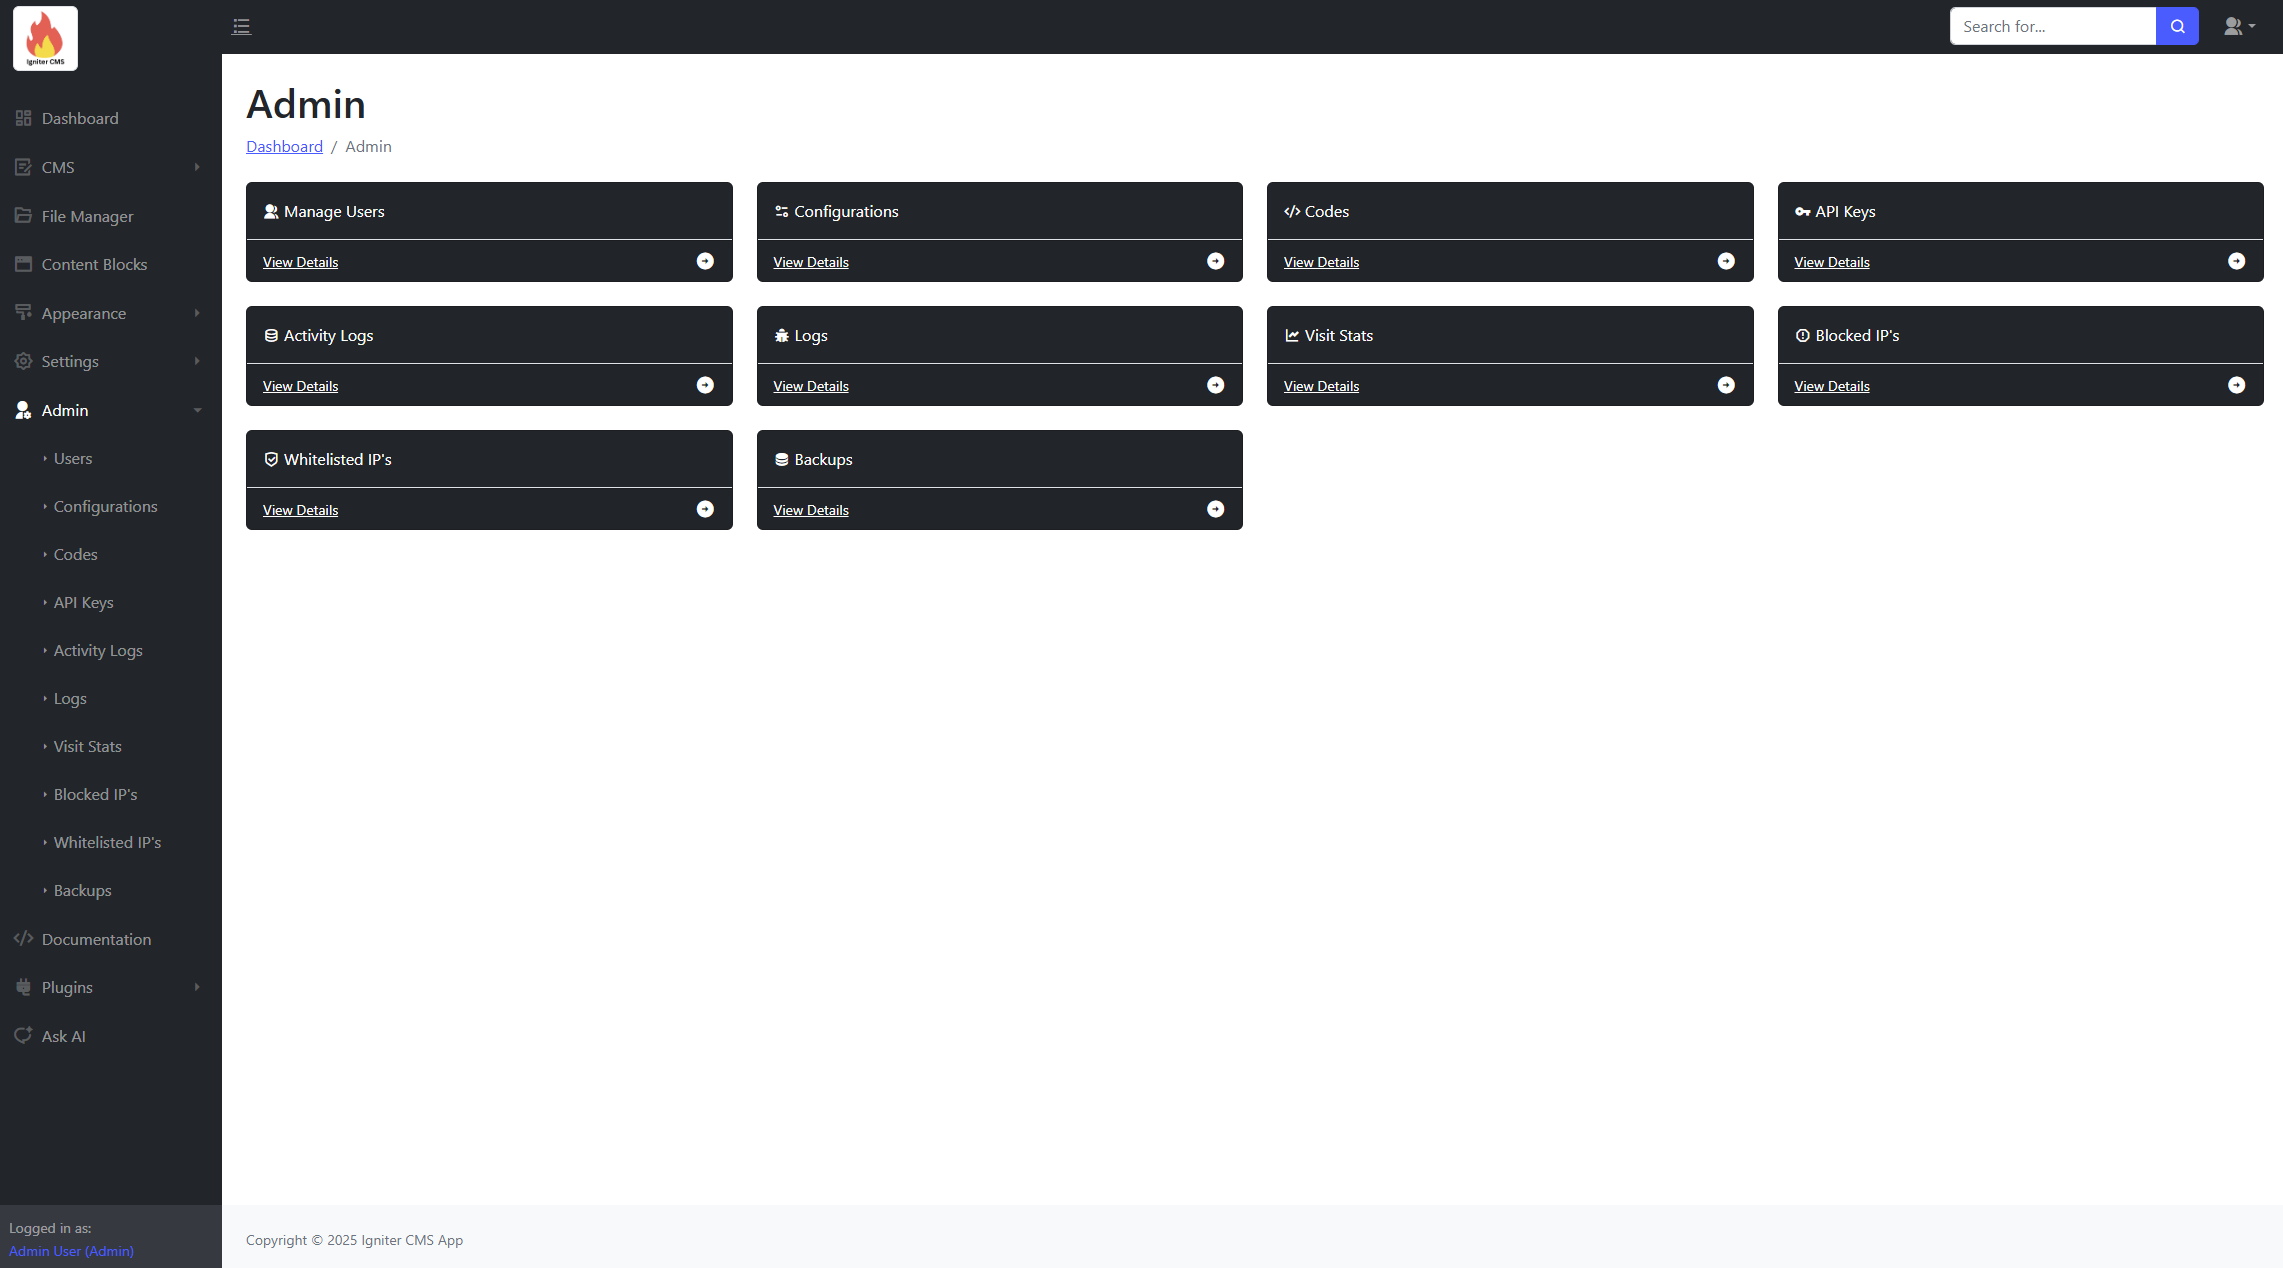 Igniter CMS
Search for...
Dashboard
CMS
File Manager
Content Blocks
Appearance
Settings
Admin
Users
Configurations
Codes
API Keys
Activity Logs
Logs
Visit Stats
Blocked IP's
Whitelisted IP's
Backups
Documentation
Plugins
Ask AI
Logged in as:
Admin User (Admin)
Admin
Dashboard / Admin
Manage Users
View Details
Configurations
View Details
Codes
View Details
API Keys
View Details
Activity Logs
View Details
Logs
View Details
Visit Stats
View Details
Blocked IP's
View Details
Whitelisted IP's
View Details
Backups
View Details
Copyright © 2025 Igniter CMS App